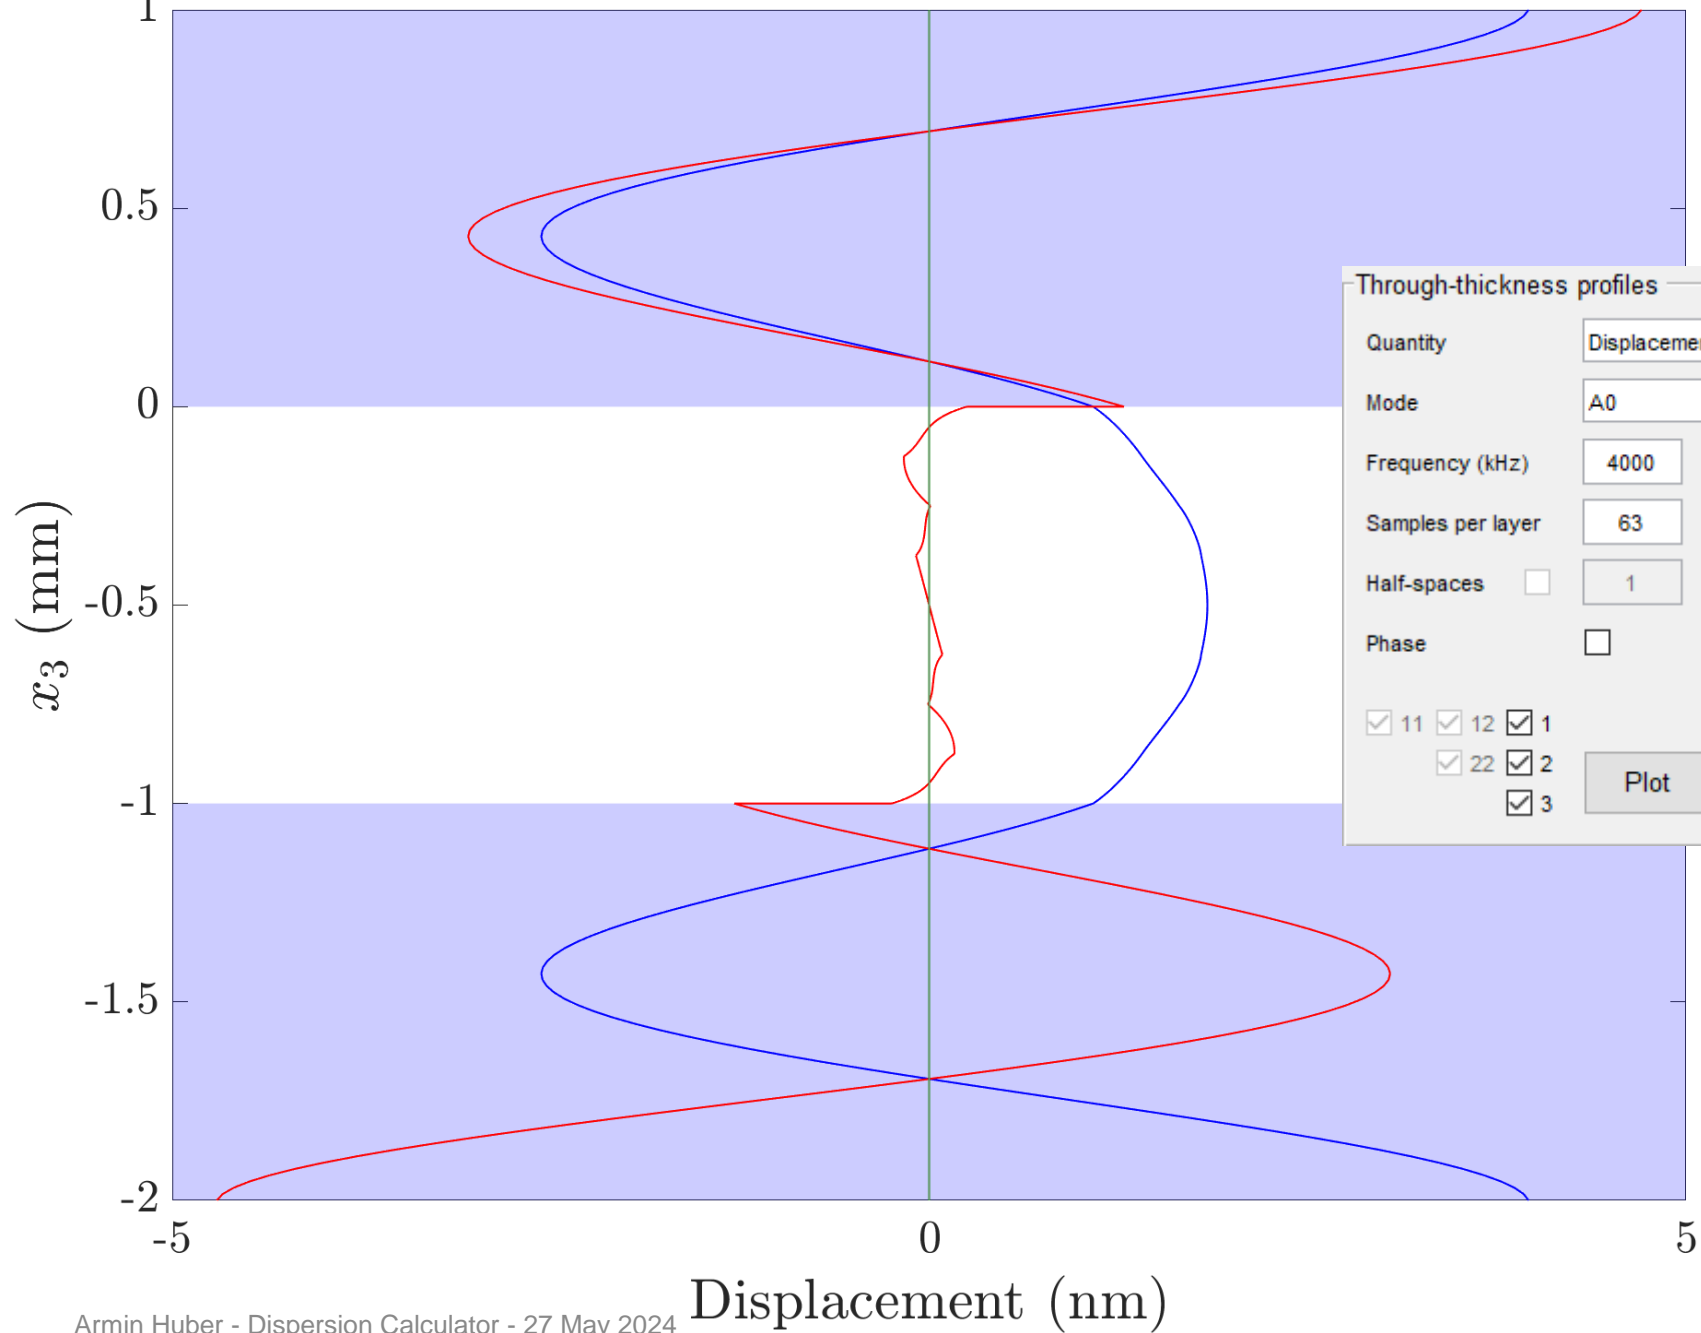 1
0.5
0
-0.5
-1
-1.5
-2
x3 (mm)
-5
0
5
Displacement (nm)
Through-thickness profiles
Quantity
Displacemer
Mode
A0
Frequency (kHz)
4000
Samples per layer
63
Half-spaces
1
Phase
11 12 1
22 2
3
Plot
Armin Huber - Dispersion Calculator - 27 May 2024